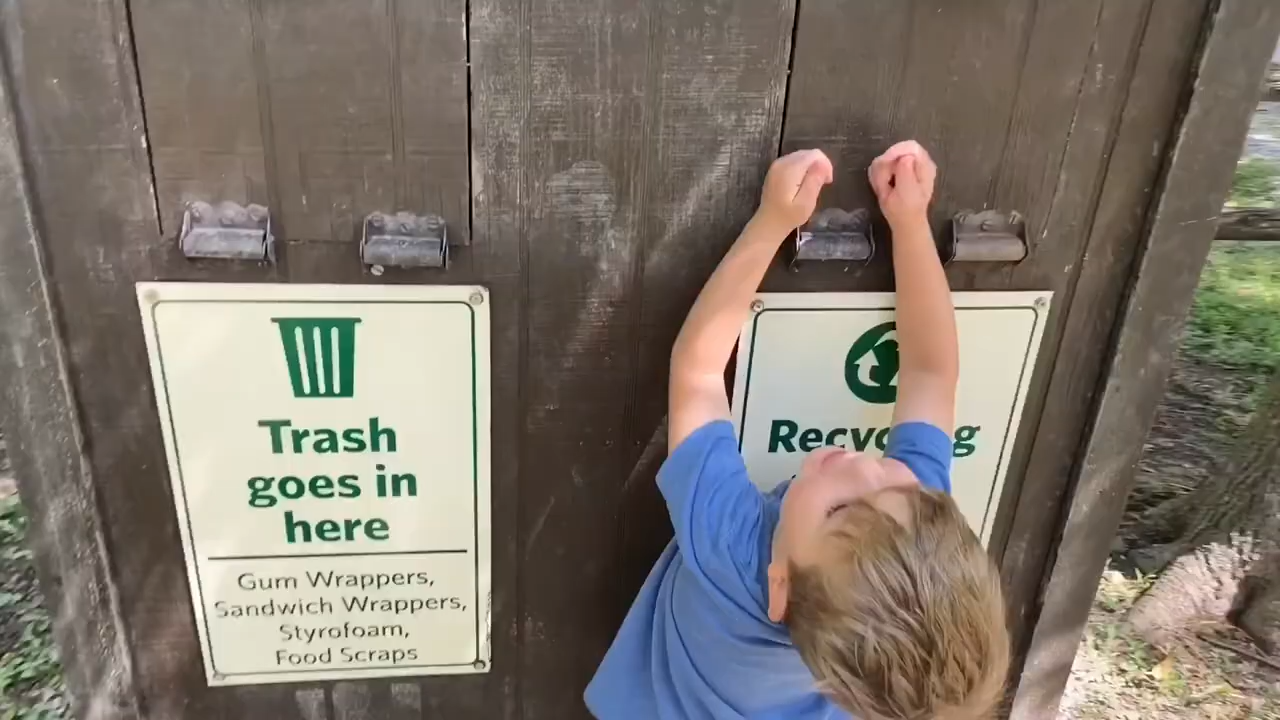 Trash
goes in
here
Gum Wrappers,
Sandwich Wrappers,
Styrofoam,
Food Scraps